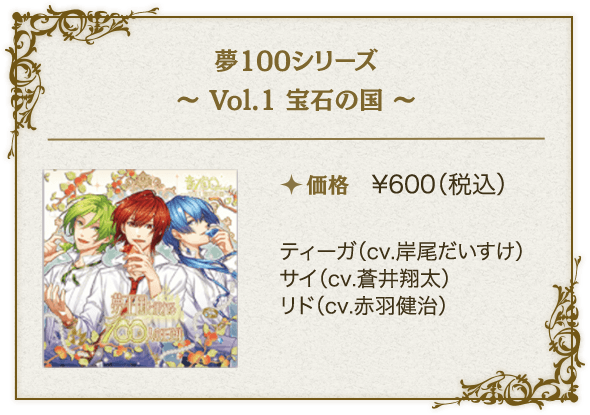 夢100シリーズ
～ Vol.1 宝石の国 ～
価格 ¥600（税込）
ティーガ（cv.岸尾だいすけ）
サイ（cv.蒼井翔太）
リド（cv.赤羽健治）